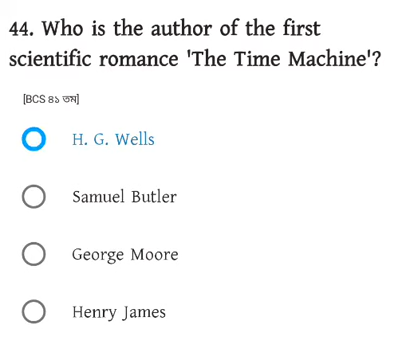 44. Who is the author of the first
scientific romance 'The Time Machine'?
[BCS ৪১ তম]
H. G. Wells
Samuel Butler
George Moore
Henry James